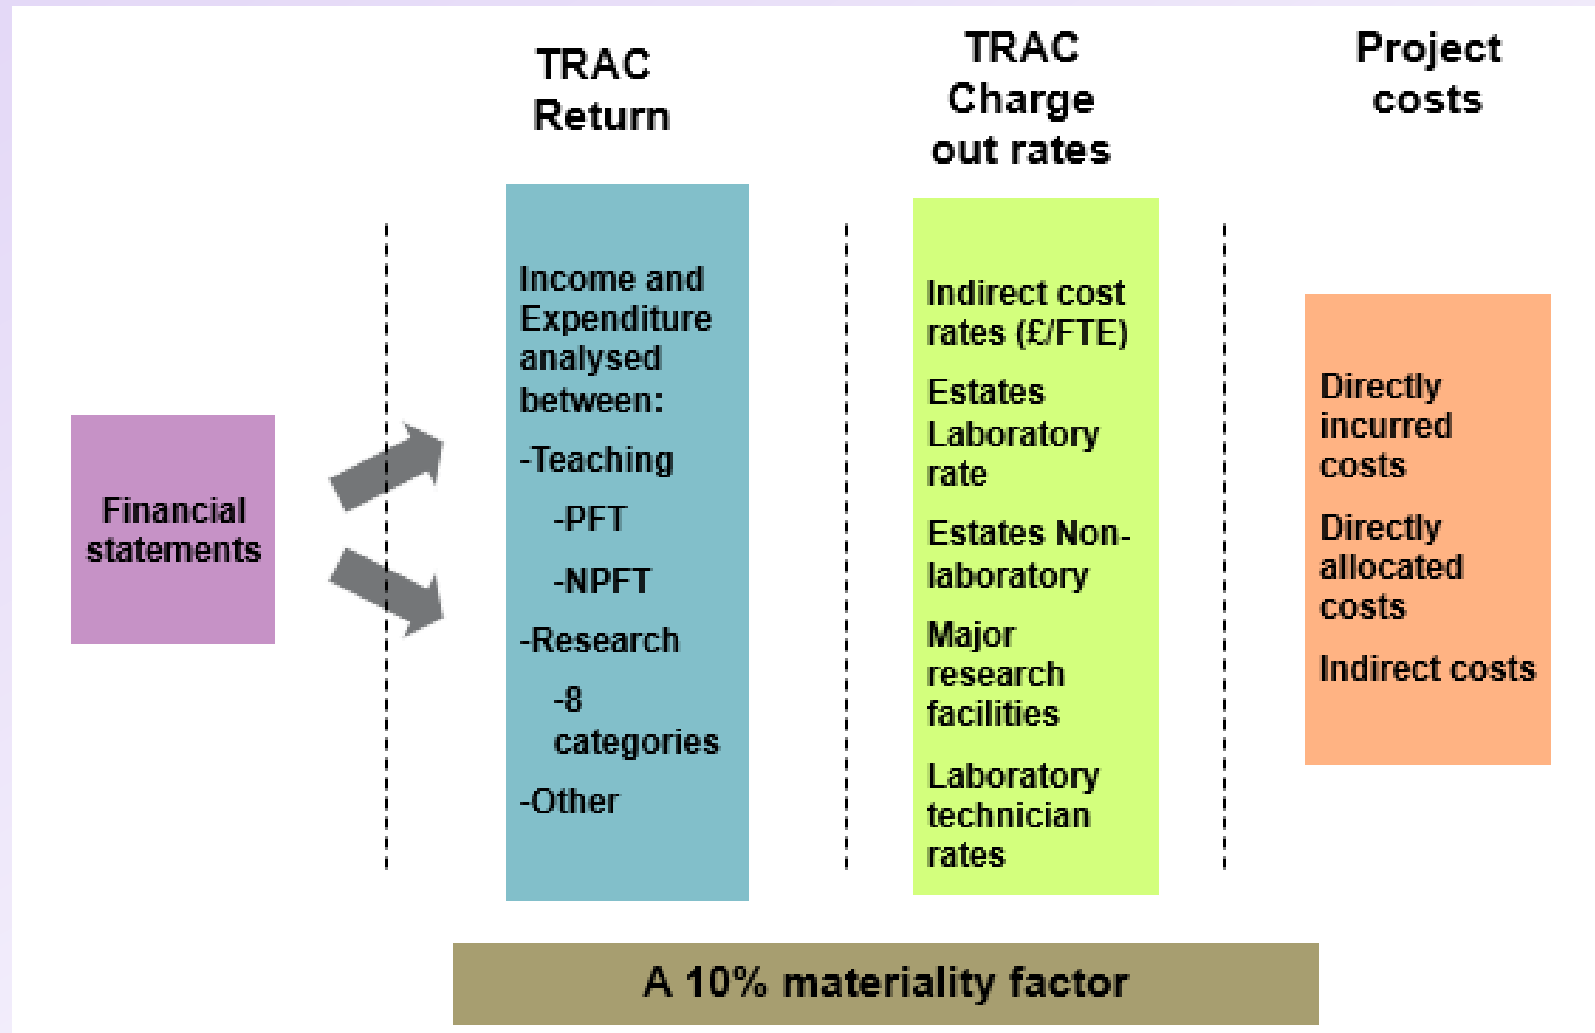 TRAC
Return
TRAC
Charge
out rates
Project
costs
Financial
statements
Income and
Expenditure
analysed
between:
-Teaching
-PFT
-NPFT
-Research
-8
categories
-Other
Indirect cost
rates (£/FTE)
Estates
Laboratory
rate
Estates Non-
laboratory
Major
research
facilities
Laboratory
technician
rates
Directly
incurred
costs
Directly
allocated
costs
Indirect costs
A 10% materiality factor